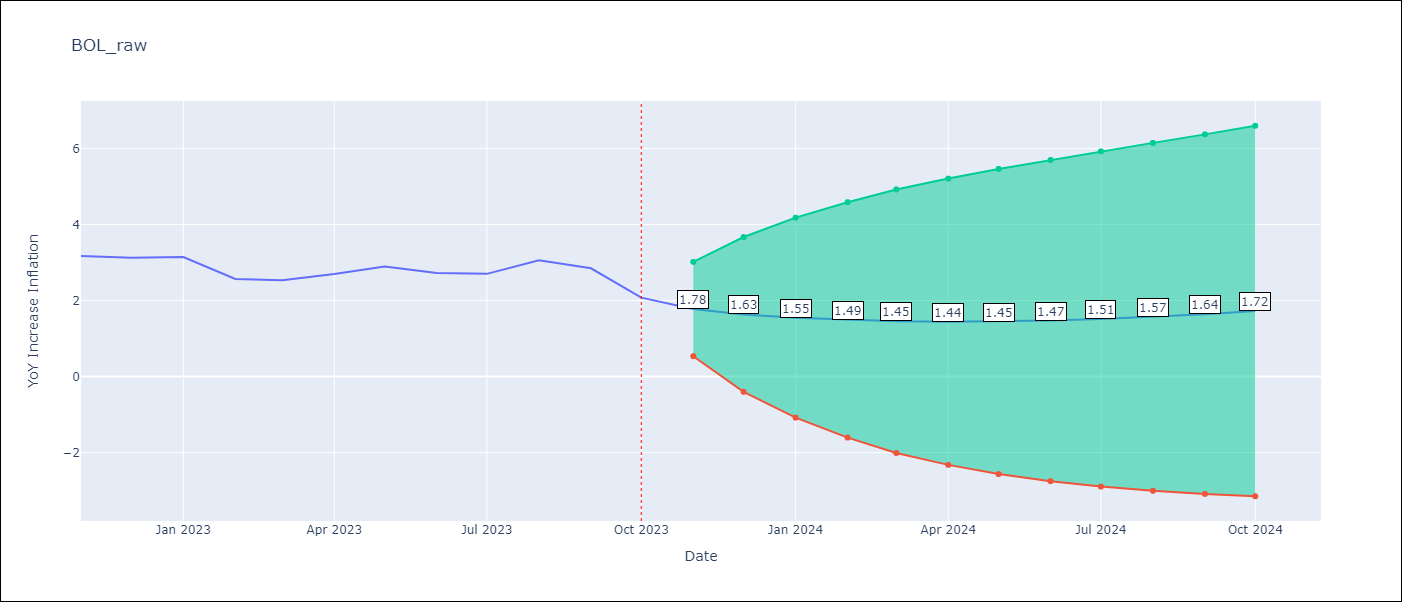 BOL_raw
YoY Increase Inflation
6
4
2
0
−2
1.78
1.63
1.55
1.49
1.45
1.44
1.45
1.47
1.51
1.57
1.64
1.72
Jan 2023
Apr 2023
Jul 2023
Oct 2023
Jan 2024
Apr 2024
Jul 2024
Oct 2024
Date